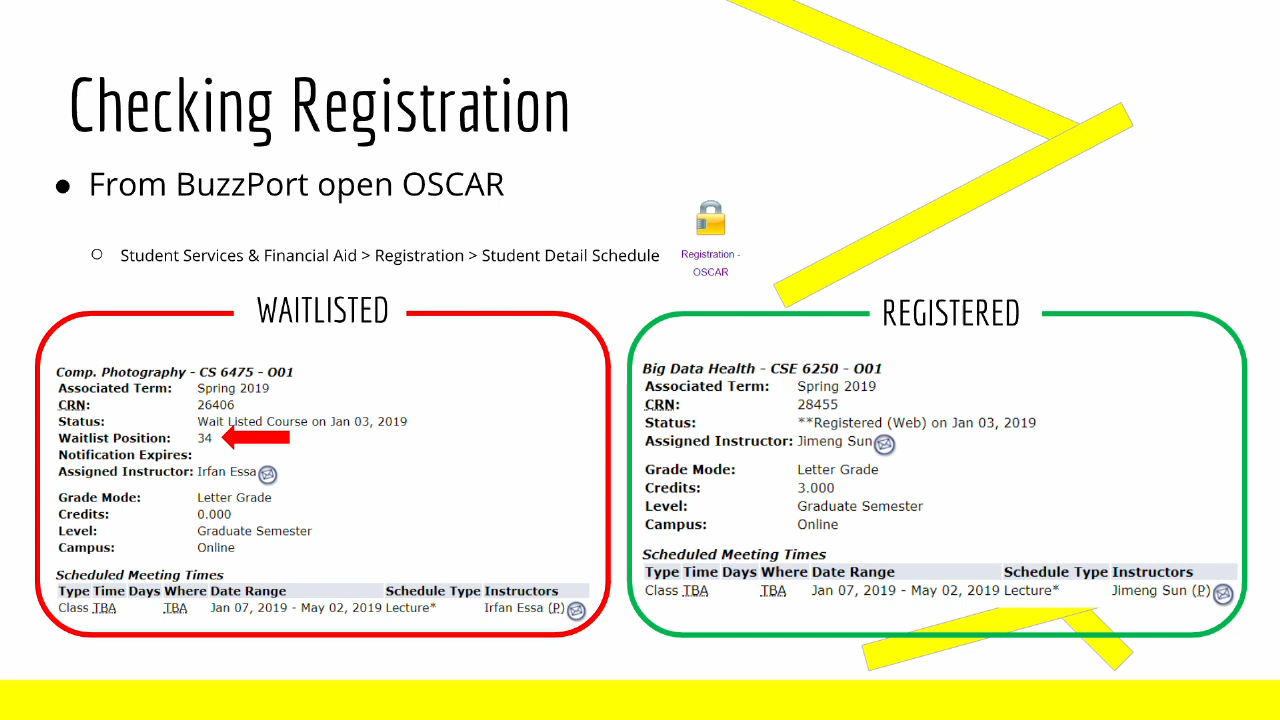 Checking Registration
● From BuzzPort open OSCAR
○ Student Services & Financial Aid > Registration > Student Detail Schedule
Registration -
OSCAR
WAITLISTED
Comp. Photography - CS 6475 - O01
Associated Term: Spring 2019
CRN: 26406
Status: Wait Listed Course on Jan 03, 2019
Waitlist Position: 34
Notification Expires:
Assigned Instructor: Irfan Essa
Grade Mode: Letter Grade
Credits: 0.000
Level: Graduate Semester
Campus: Online
Scheduled Meeting Times
Type Time Days Where Date Range Schedule Type Instructors
Class TBA TBA Jan 07, 2019 - May 02, 2019 Lecture* Irfan Essa (P)
REGISTERED
Big Data Health - CSE 6250 - O01
Associated Term: Spring 2019
CRN: 28455
Status: **Registered (Web) on Jan 03, 2019
Assigned Instructor: Jimeng Sun
Grade Mode: Letter Grade
Credits: 3.000
Level: Graduate Semester
Campus: Online
Scheduled Meeting Times
Type Time Days Where Date Range Schedule Type Instructors
Class TBA TBA Jan 07, 2019 - May 02, 2019 Lecture* Jimeng Sun (P)